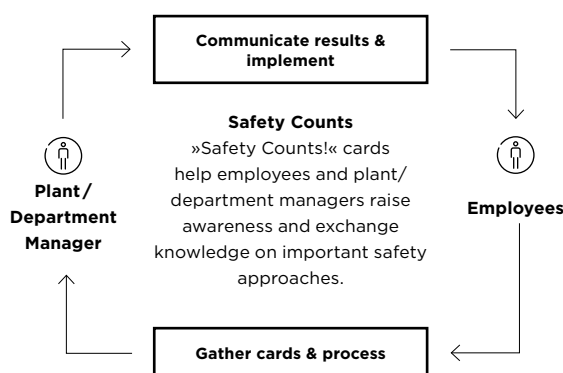 Communicate results &
implement
Safety Counts
»Safety Counts!« cards
help employees and plant/
department managers raise
awareness and exchange
knowledge on important safety
approaches.
Plant /
Department
Manager
Employees
Gather cards & process